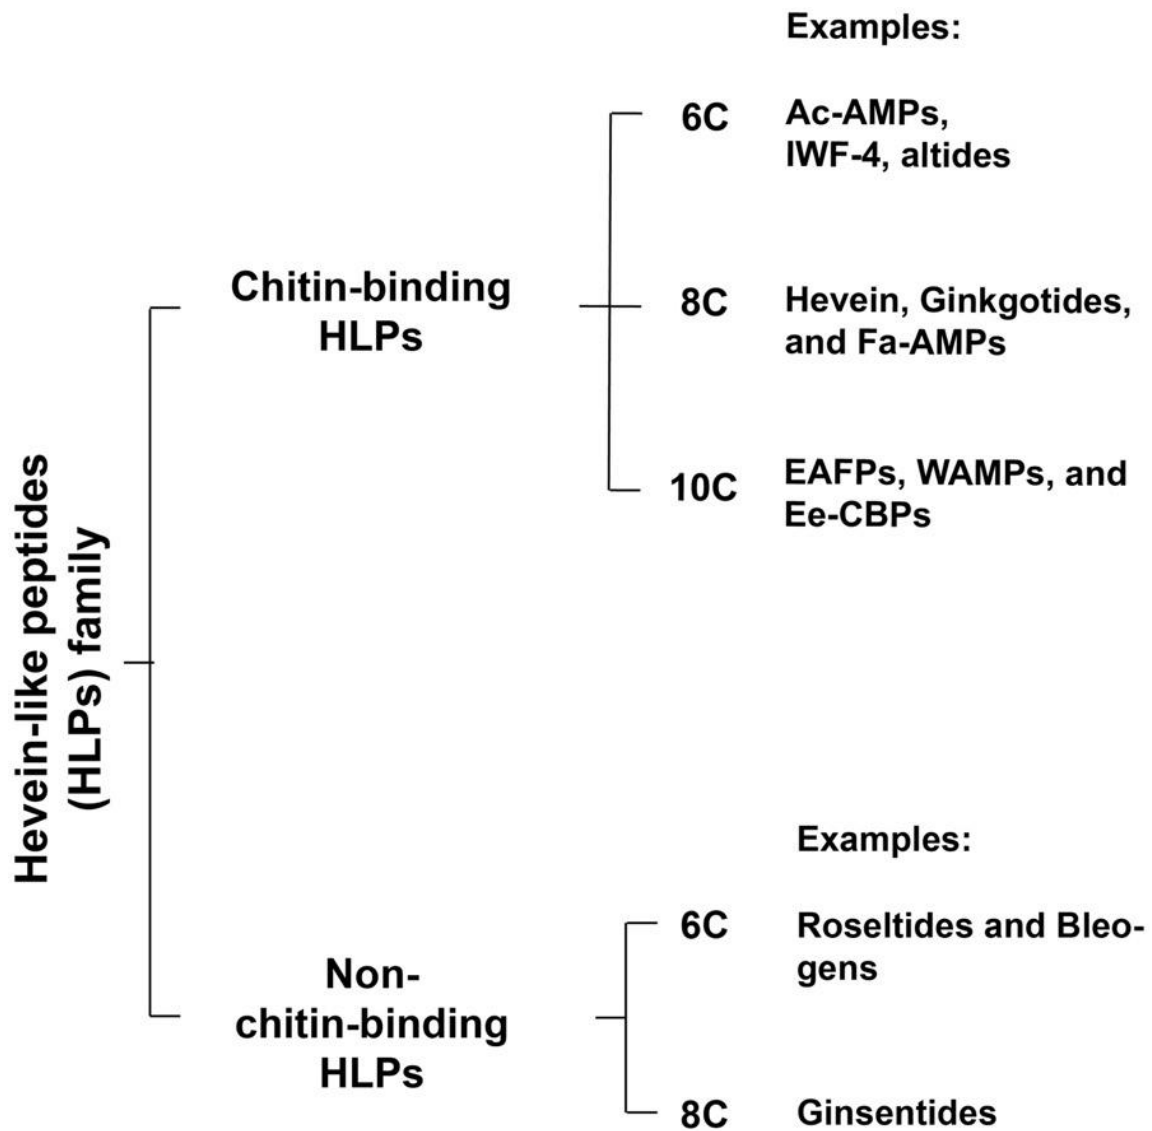 Hevein-like peptides
(HLPs) family
Chitin-binding
HLPs
Examples:
6C
Ac-AMPs,
IWF-4, altides
8C
Hevein, Ginkgotides,
and Fa-AMPs
10C
EAFPs, WAMPs, and
Ee-CBPs
Non-
chitin-binding
HLPs
Examples:
6C
Roseltides and Bleo-
gens
8C
Ginsentides